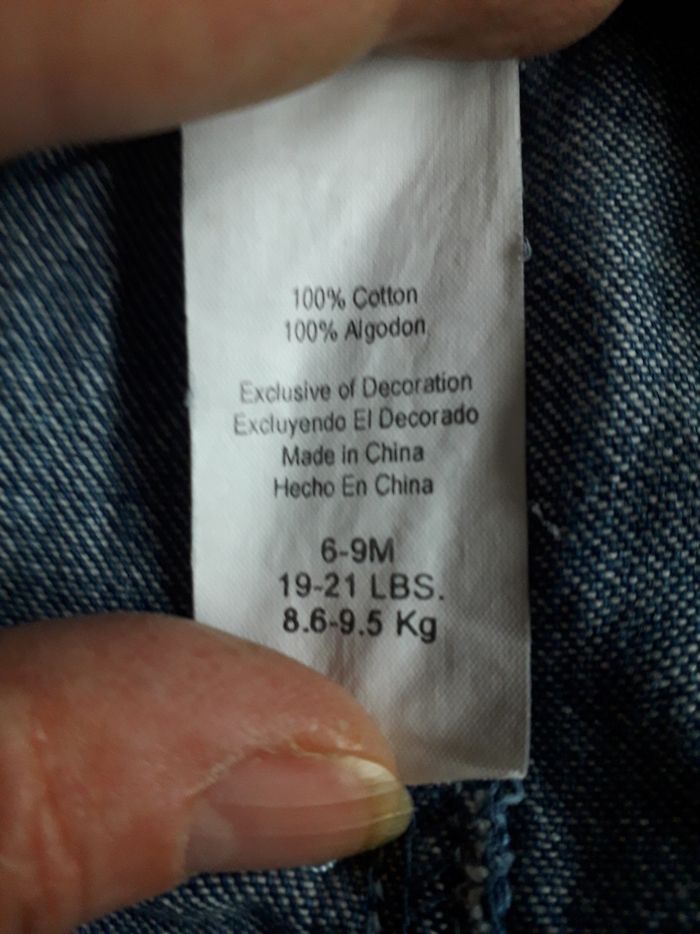 100% Cotton
100% Algodon
Exclusive of Decoration
Excluyendo El Decorado
Made in China
Hecho En China
6-9M
19-21 LBS.
8.6-9.5 Kg